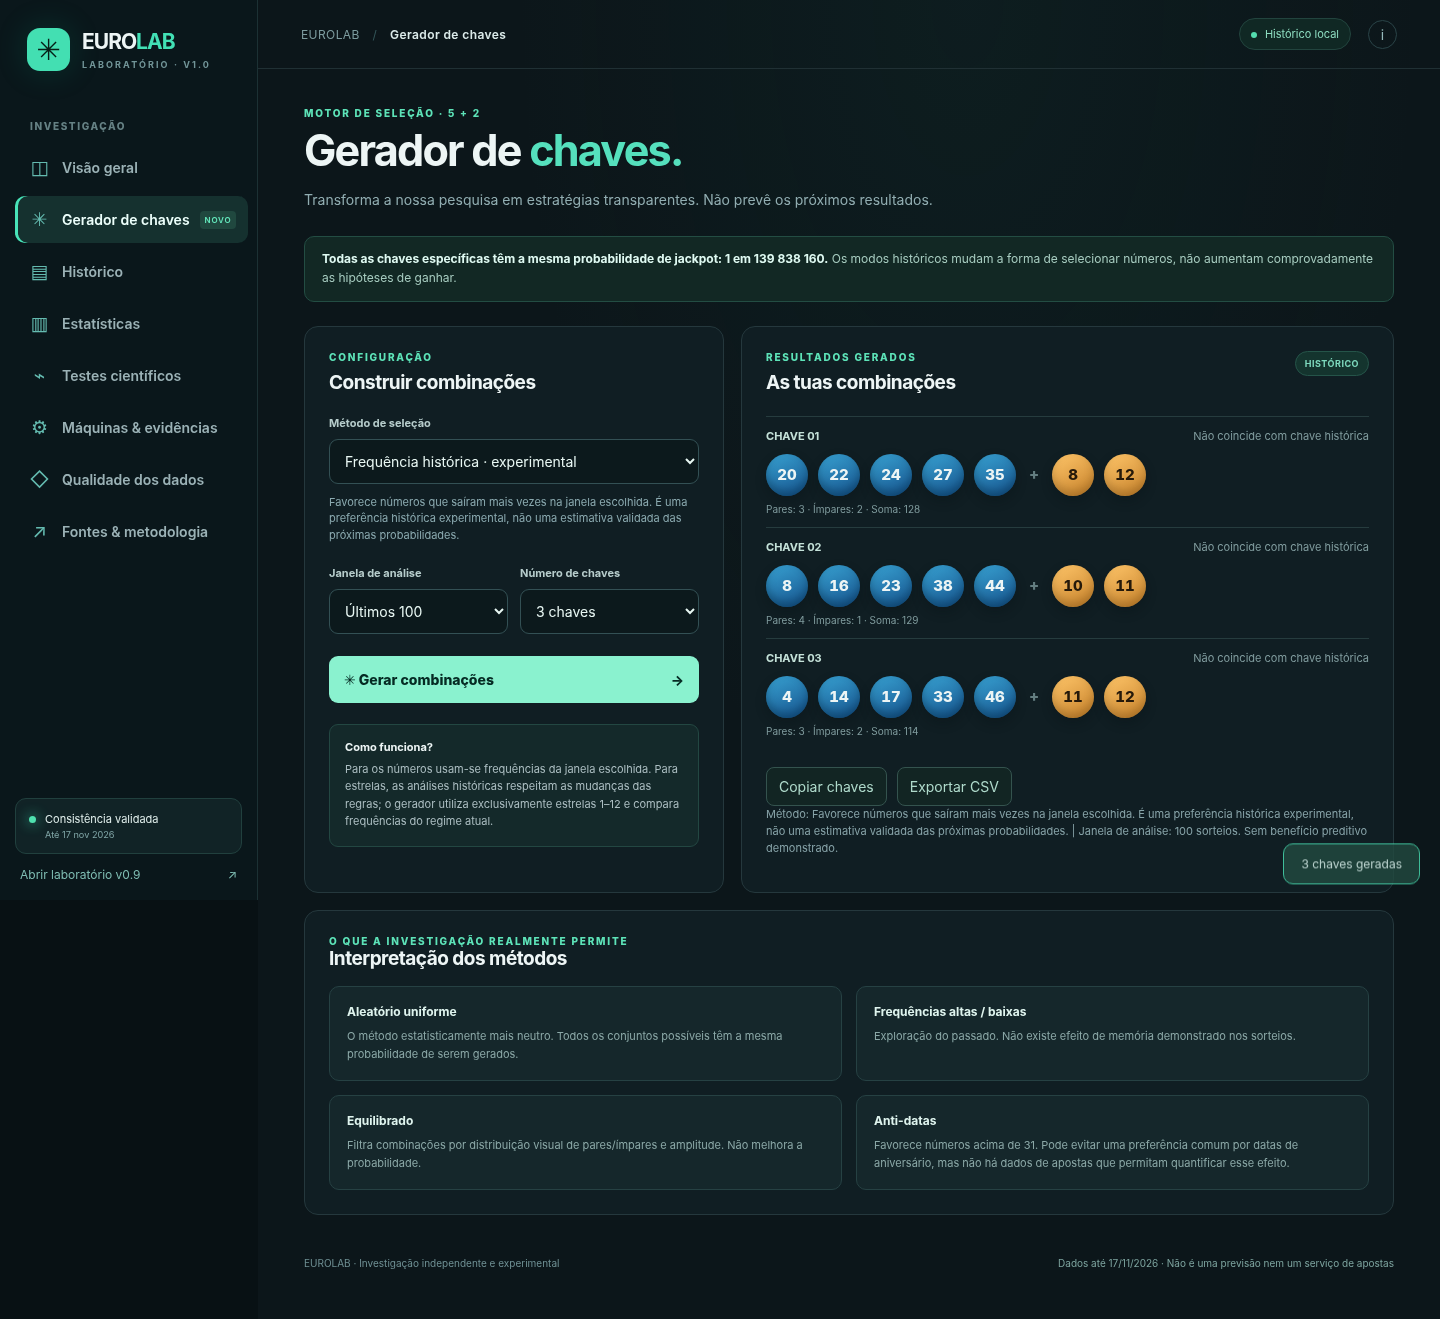 EUROLAB
LABORATÓRIO · V1.0
INVESTIGAÇÃO
Visão geral
Gerador de chaves NOVO
Histórico
Estatísticas
Testes científicos
Máquinas & evidências
Qualidade dos dados
Fontes & metodologia
Consistência validada
Até 17 nov 2026
Abrir laboratório v0.9 ↗
EUROLAB / Gerador de chaves
Histórico local
i
MOTOR DE SELEÇÃO · 5 + 2
Gerador de chaves.
Transforma a nossa pesquisa em estratégias transparentes. Não prevê os próximos resultados.
Todas as chaves específicas têm a mesma probabilidade de jackpot: 1 em 139 838 160. Os modos históricos mudam a forma de selecionar números, não aumentam comprovadamente
as hipóteses de ganhar.
CONFIGURAÇÃO
Construir combinações
Método de seleção
Frequência histórica · experimental
Favorece números que saíram mais vezes na janela escolhida. É uma
preferência histórica experimental, não uma estimativa validada das
próximas probabilidades.
Janela de análise Número de chaves
Últimos 100 3 chaves
✳ Gerar combinações →
Como funciona?
Para os números usam-se frequências da janela escolhida. Para
estrelas, as análises históricas respeitam as mudanças das
regras; o gerador utiliza exclusivamente estrelas 1–12 e compara
frequências do regime atual.
RESULTADOS GERADOS
As tuas combinações
HISTÓRICO
CHAVE 01 Não coincide com chave histórica
20 22 24 27 35 + 8 12
Pares: 3 · Ímpares: 2 · Soma: 128
CHAVE 02 Não coincide com chave histórica
8 16 23 38 44 + 10 11
Pares: 4 · Ímpares: 1 · Soma: 129
CHAVE 03 Não coincide com chave histórica
4 14 17 33 46 + 11 12
Pares: 3 · Ímpares: 2 · Soma: 114
Copiar chaves Exportar CSV
Método: Favorece números que saíram mais vezes na janela escolhida. É uma preferência histórica experimental,
não uma estimativa validada das próximas probabilidades. | Janela de análise: 100 sorteios. Sem benefício preditivo
demonstrado.
3 chaves geradas
O QUE A INVESTIGAÇÃO REALMENTE PERMITE
Interpretação dos métodos
Aleatório uniforme
O método estatisticamente mais neutro. Todos os conjuntos possíveis têm a mesma
probabilidade de serem gerados.
Frequências altas / baixas
Exploração do passado. Não existe efeito de memória demonstrado nos sorteios.
Equilibrado
Filtra combinações por distribuição visual de pares/ímpares e amplitude. Não melhora a
probabilidade.
Anti-datas
Favorece números acima de 31. Pode evitar uma preferência comum por datas de
aniversário, mas não há dados de apostas que permitam quantificar esse efeito.
EUROLAB · Investigação independente e experimental
Dados até 17/11/2026 · Não é uma previsão nem um serviço de apostas